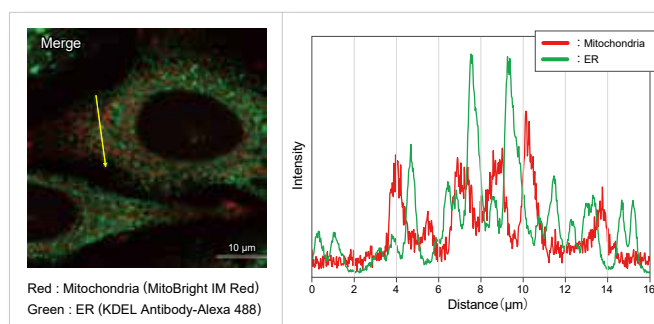 Merge
10 µm
Red : Mitochondria (MitoBright IM Red)
Green : ER (KDEL Antibody-Alexa 488)
: Mitochondria
: ER
Intensity
0 2 4 6 8 10 12 14 16
Distance(µm)